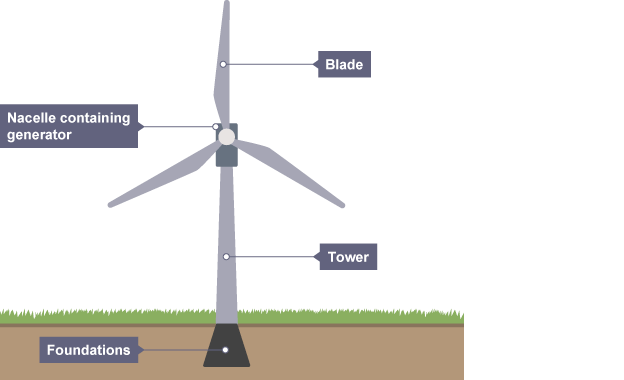 Blade
Nacelle containing
generator
Tower
Foundations